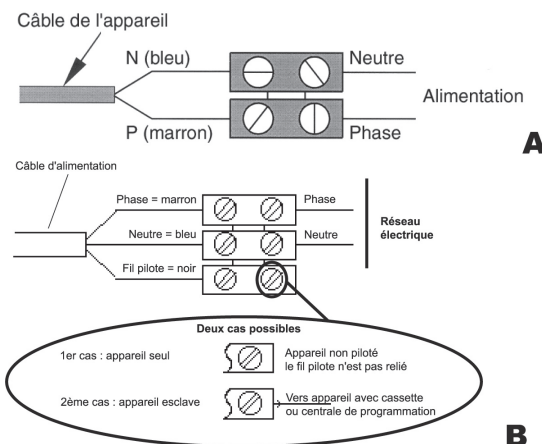 Câble de l'appareil
N (bleu)
Neutre
Alimentation
P (marron)
Phase
A
Câble d'alimentation
Phase = marron
Phase
Neutre = bleu
Neutre
Réseau
électrique
Fil pilote = noir
Deux cas possibles
1er cas : appareil seul
Appareil non piloté
le fil pilote n'est pas relié
2ème cas : appareil esclave
Vers appareil avec cassette
ou centrale de programmation
B